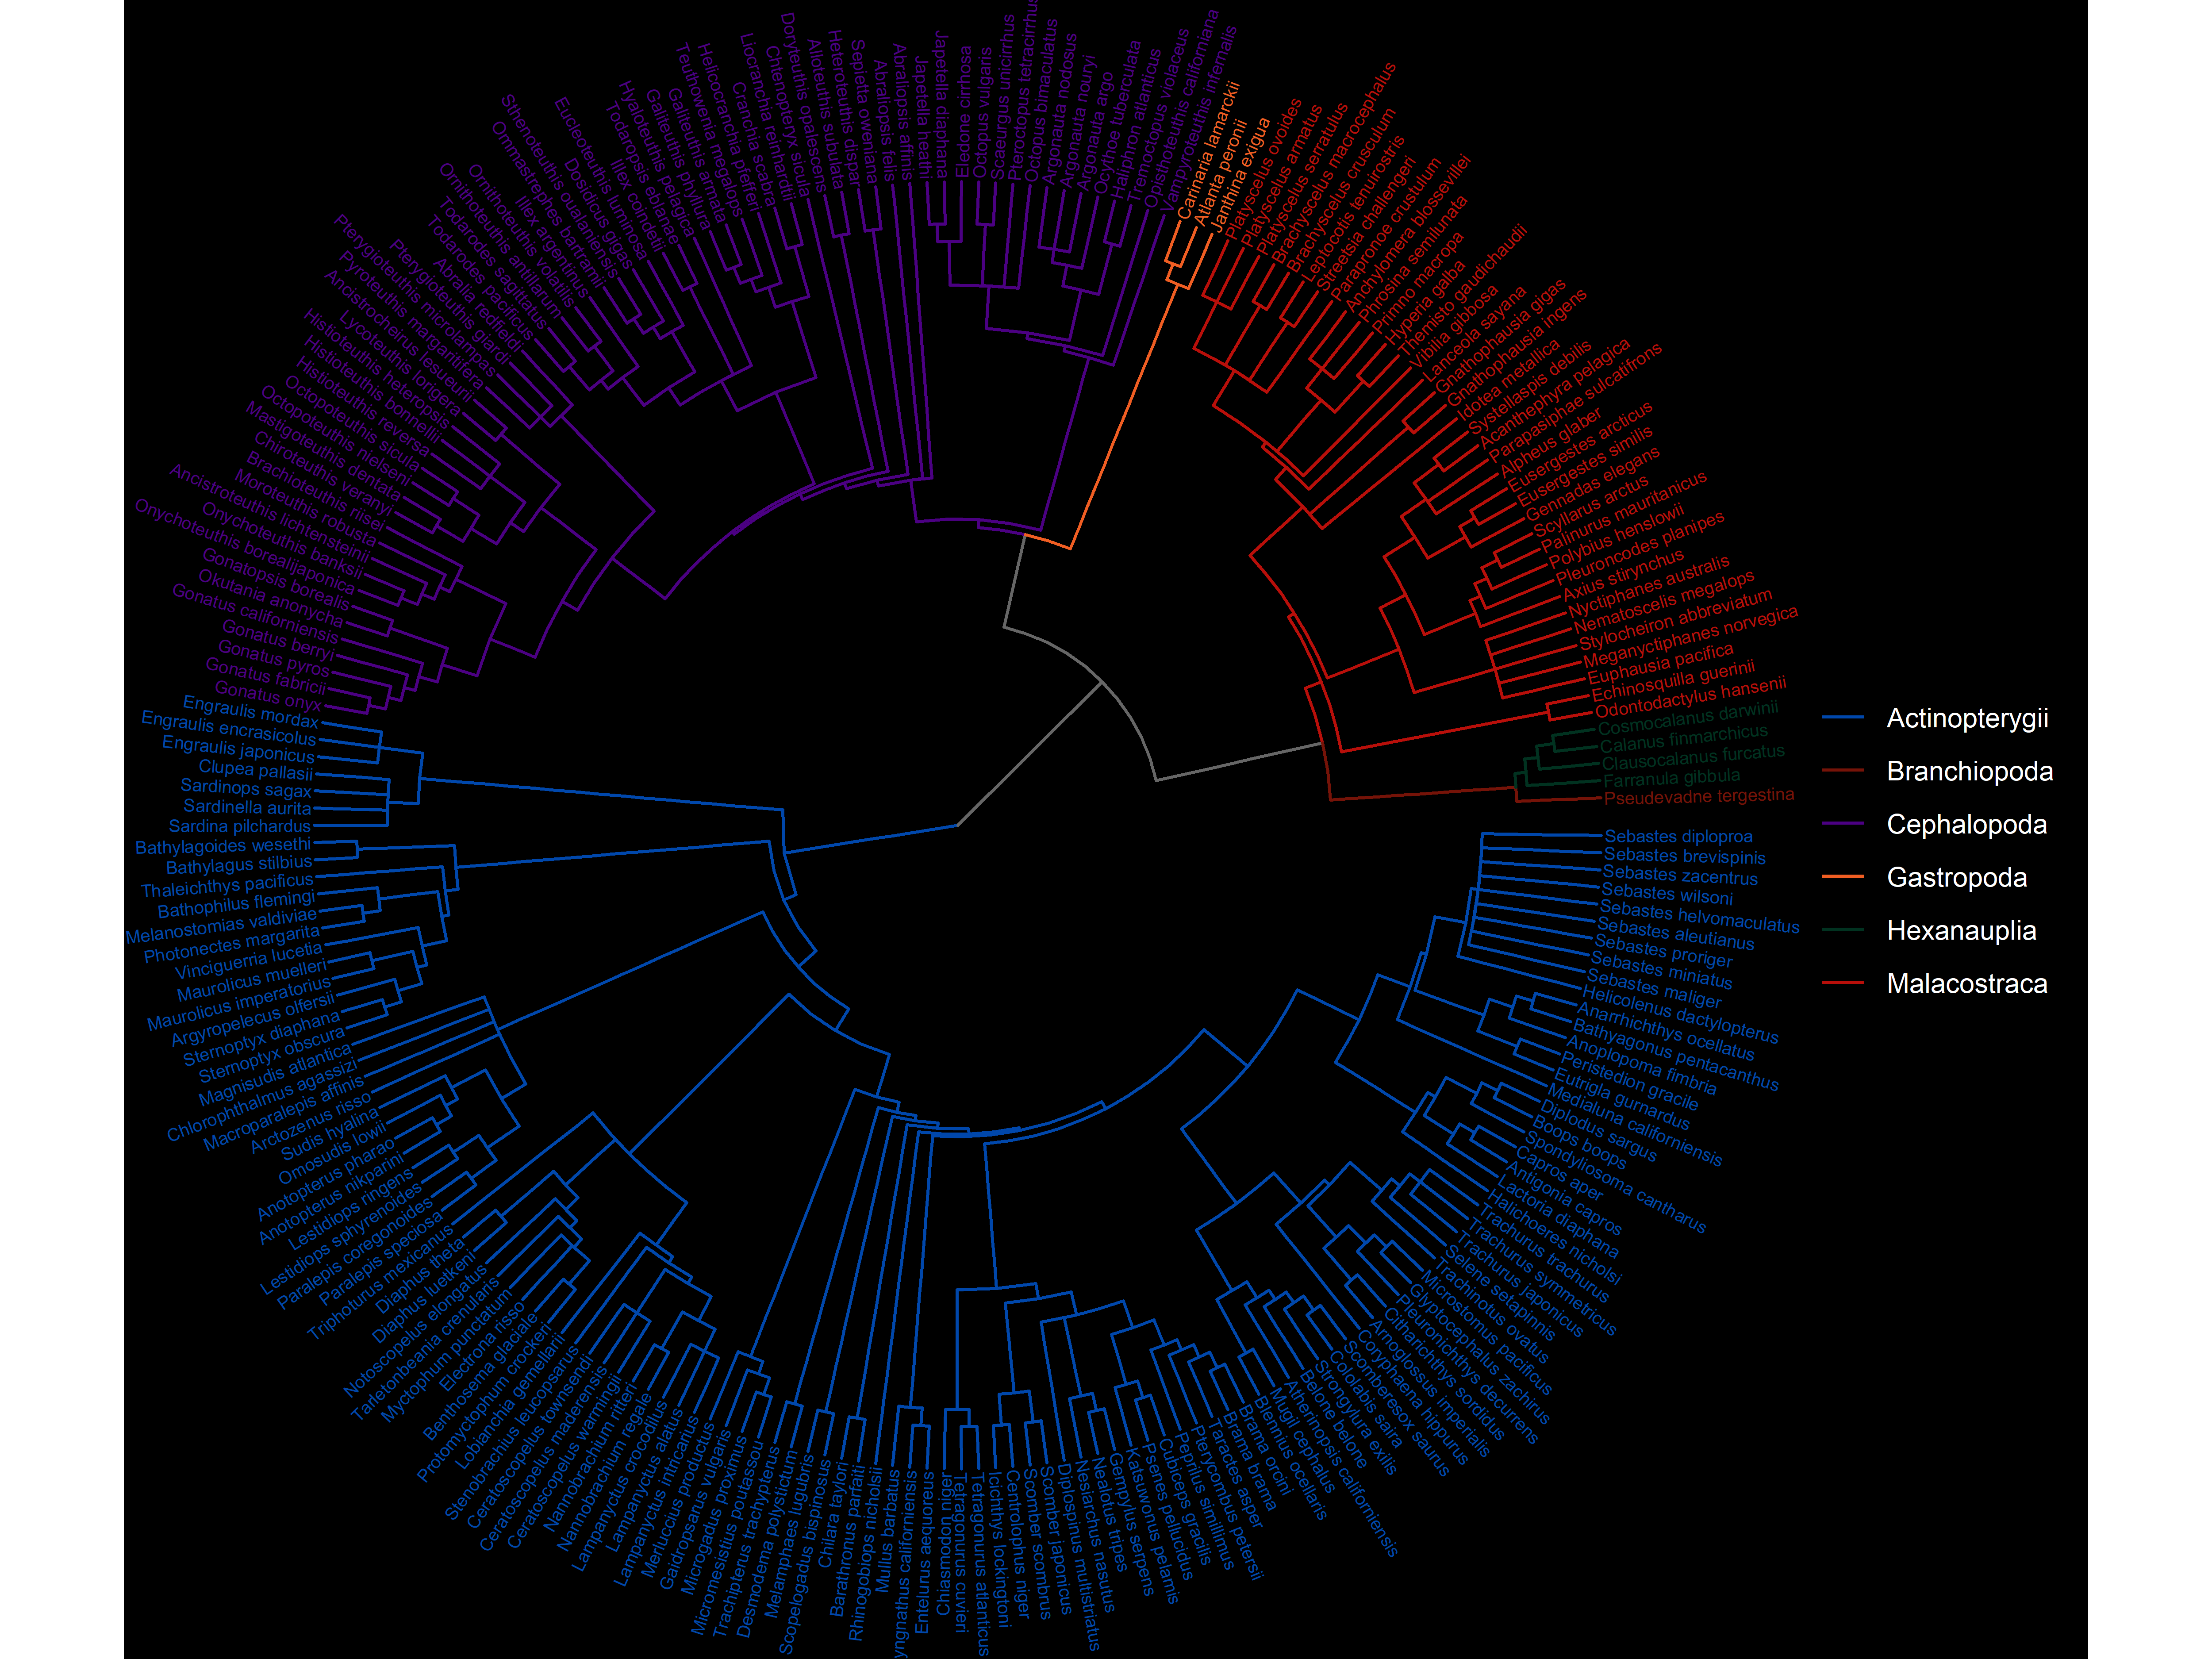 Gonatus onyx
Gonatus fabricii
Gonatus pyros
Gonatus berryi
Gonatus californiensis
Okutania anonycha
Gonatopsis borealis
Onychoteuthis borealijaponica
Onychoteuthis banksii
Ancistroteuthis lichtensteinii
Moroteuthis robusta
Brachioteuthis riisei
Chiroteuthis veranyi
Mastigoteuthis dentata
Octopoteuthis nielseni
Octopoteuthis sicula
Histioteuthis reversa
Histioteuthis bonnellii
Histioteuthis heteropsis
Lycoteuthis lorigera
Ancistrocheirus lesueurii
Pyroteuthis margaritifera
Pterygioteuthis microlampas
Pterygioteuthis giardi
Abralia redfieldi
Todarodes pacificus
Todarodes sagittatus
Ornithoteuthis antillarum
Ornithoteuthis volatilis
Illex argentinus
Ommastrephes bartramii
Sthenoteuthis oualaniensis
Dosidicus gigas
Eucleoteuthis luminosa
Illex coindetii
Todaropsis eblanae
Hyaloteuthis pelagica
Galiteuthis phyllura
Galiteuthis armata
Teuthowenia megalops
Helicocranchia pfefferi
Cranchia scabra
Liocranchia reinhardtii
Chtenopteryx sicula
Doryteuthis opalescens
Alloteuthis subulata
Heteroteuthis dispar
Sepietta oweniana
Abraliopsis felis
Abraliopsis affinis
Japetella heathi
Japetella diaphana
Eledone cirrhosa
Octopus vulgaris
Scaeurgus unicirrhus
Pteroctopus tetracirrhus
Octopus bimaculatus
Argonauta nodosus
Argonauta nouryi
Argonauta argo
Ocythoe tuberculata
Haliphron atlanticus
Tremoctopus violaceus
Opisthoteuthis californiana
Vampyroteuthis infernalis
Carinaria lamarckii
Atlanta peronii
Janthina exigua
Platyscelus ovoides
Platyscelus armatus
Platyscelus serratulus
Brachyscelus macrocephalus
Brachyscelus crusculum
Leptocotis tenuirostris
Streetsia challengeri
Parapronoe crustulum
Anchylomera blossevillei
Phrosina semilunata
Primno macropa
Hyperia galba
Themisto gaudichaudii
Vibilia gibbosa
Lanceola sayana
Gnathophausia gigas
Gnathophausia ingens
Idotea metallica
Systellaspis debilis
Acanthephyra pelagica
Parapasiphae sulcatifrons
Alpheus glaber
Eusergestes arcticus
Eusergestes similis
Gennadas elegans
Scyllarus arctus
Palinurus mauritanicus
Polybius henslowii
Pleuroncodes planipes
Axius stirynchus
Nyctiphanes australis
Nematoscelis megalops
Stylocheiron abbreviatum
Meganyctiphanes norvegica
Euphausia pacifica
Echinosquilla guerinii
Odontodactylus hansenii
Cosmocalanus darwinii
Calanus finmarchicus
Clausocalanus furcatus
Farranula gibbula
Pseudevadne tergestina
Sebastes diploproa
Sebastes brevispinis
Sebastes zacentrus
Sebastes wilsoni
Sebastes helvomaculatus
Sebastes aleutianus
Sebastes proriger
Sebastes miniatus
Sebastes maliger
Helicolenus dactylopterus
Anarrhichthys ocellatus
Bathyagonus pentacanthus
Anoplopoma fimbria
Peristedion gracile
Eutrigla gurnardus
Medialuna californiensis
Diplodus sargus
Boops boops
Spondyliosoma cantharus
Capros aper
Antigonia capros
Lactoria diaphana
Halichoeres nicholsi
Trachurus trachurus
Trachurus symmetricus
Trachurus japonicus
Selene setapinnis
Trachinotus ovatus
Microstomus pacificus
Glyptocephalus zachirus
Pleuronichthys decurrens
Citharichthys sordidus
Arnoglossus imperialis
Coryphaena hippurus
Scomberesox saurus
Cololabis saira
Strongylura exilis
Belone belone
Atherinopsis californiensis
Mugil cephalus
Blennius ocellaris
Brama orcini
Brama brama
Taractes asper
Pterycombus petersii
Peprilus simillimus
Cubiceps gracilis
Psenes pellucidus
Katsuwonus pelamis
Gempylus serpens
Nealotus tripes
Nesiarchus nasutus
Diplospinus multistriatus
Scomber japonicus
Scomber scombrus
Centrolophus niger
Icichthys lockingtoni
Tetragonurus atlanticus
Tetragonurus cuvieri
Chiasmodon niger
Entelurus aequoreus
yngnathus californiensis
Mullus barbatus
Rhinogobiops nicholsii
Barathronus parfaiti
Chilara taylori
Scopelogadus bispinosus
Melamphaes lugubris
Desmodema polystictum
Trachipterus trachypterus
Micromesistius poutassou
Microgadus proximus
Gaidropsarus vulgaris
Merluccius productus
Lampanyctus intricarius
Lampanyctus alatus
Lampanyctus crocodilus
Nannobrachium regale
Nannobrachium ritteri
Ceratoscopelus warmingii
Ceratoscopelus maderensis
Ceratoscopelus townsendi
Stenobrachius leucopsarus
Lobianchia gemellarii
Protomyctophum crockeri
Benthosema glaciale
Electrona risso
Myctophum punctatum
Tarletonbeania crenularis
Notoscopelus elongatus
Diaphus luetkeni
Diaphus theta
Triphoturus mexicanus
Paralepis speciosa
Paralepis coregonoides
Lestidiops sphyrenoides
Lestidiops ringens
Anotopterus nikparini
Anotopterus pharao
Omosudis lowii
Sudis hyalina
Arctozenus risso
Macroparalepis affinis
Chlorophthalmus agassizi
Magnisudis atlantica
Sternoptyx obscura
Sternoptyx diaphana
Argyropelecus olfersii
Maurolicus imperatorius
Maurolicus muelleri
Vinciguerria lucetia
Photonectes margarita
Melanostomias valdiviae
Bathophilus flemingi
Thaleichthys pacificus
Bathylagus stilbius
Bathylagoides wesethi
Sardina pilchardus
Sardinella aurita
Sardinops sagax
Clupea pallasii
Engraulis japonicus
Engraulis encrasicolus
Engraulis mordax
Actinopterygii
Branchiopoda
Cephalopoda
Gastropoda
Hexanauplia
Malacostraca